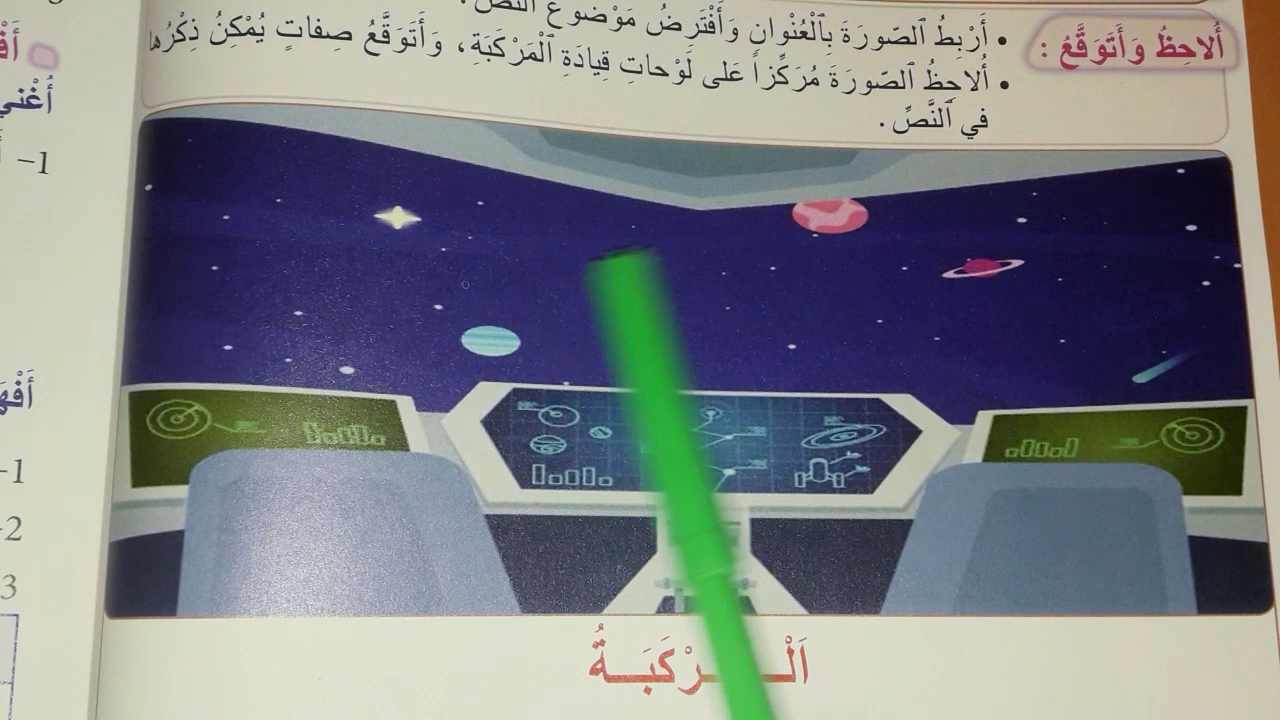 أُلاحِظُ وَأَتَوَقَّعُ :
• أَرْبِطُ ٱلصّورَةَ بِٱلْعُنْوانِ وَأَفْتَرِضُ مَوْضوعَ ٱلنَّصِّ.
• أُلاحِظُ ٱلصّورَةَ مُرَكِّزاً عَلى لَوْحاتِ قِيادَةِ ٱلْمَرْكَبَةِ، وَأَتَوَقَّعُ صِفاتٍ يُمْكِنُ ذِكْرُها
في ٱلنَّصِّ.
1-
1-
2-
3